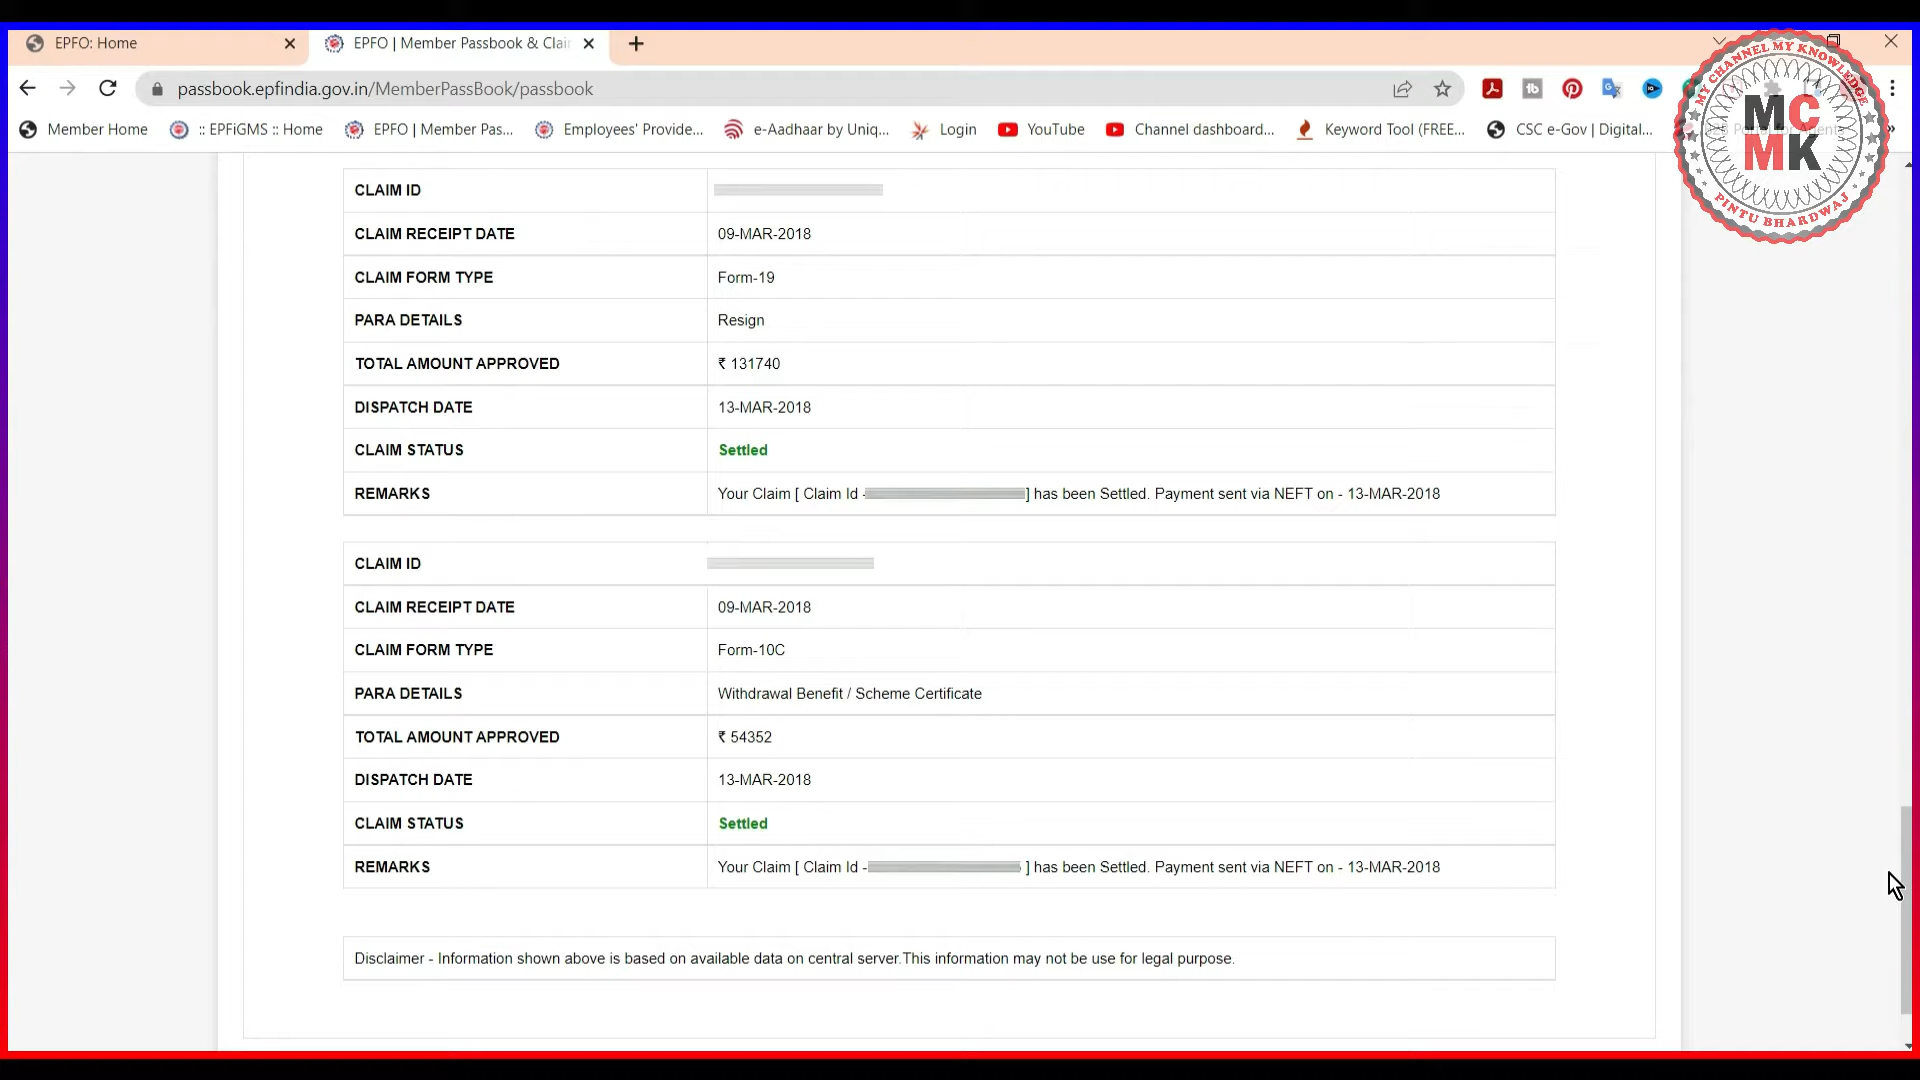 EPFO: Home
EPFO | Member Passbook & Clai
passbook.epfindia.gov.in/MemberPassBook/passbook
Member Home
:: EPFiGMS :: Home
EPFO | Member Pas...
Employees' Provide...
e-Aadhaar by Uniq...
Login
YouTube
Channel dashboard...
Keyword Tool (FREE...
CSC e-Gov | Digital...
MY CHANNEL MY KNOWLEDGE
MC
MK
PINTU BHARDWAJ
CLAIM ID
CLAIM RECEIPT DATE 09-MAR-2018
CLAIM FORM TYPE Form-19
PARA DETAILS Resign
TOTAL AMOUNT APPROVED ₹ 131740
DISPATCH DATE 13-MAR-2018
CLAIM STATUS Settled
REMARKS Your Claim [ Claim Id - ] has been Settled. Payment sent via NEFT on - 13-MAR-2018
CLAIM ID
CLAIM RECEIPT DATE 09-MAR-2018
CLAIM FORM TYPE Form-10C
PARA DETAILS Withdrawal Benefit / Scheme Certificate
TOTAL AMOUNT APPROVED ₹ 54352
DISPATCH DATE 13-MAR-2018
CLAIM STATUS Settled
REMARKS Your Claim [ Claim Id - ] has been Settled. Payment sent via NEFT on - 13-MAR-2018
Disclaimer - Information shown above is based on available data on central server.This information may not be use for legal purpose.